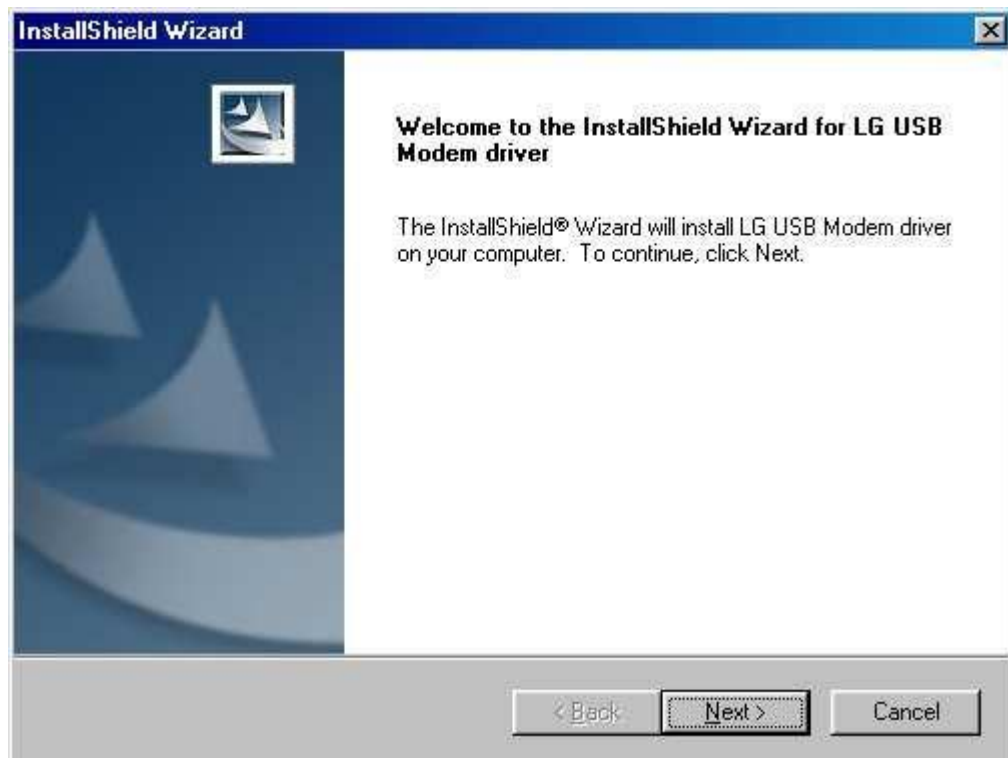 InstallShield Wizard
Welcome to the InstallShield Wizard for LG USB
Modem driver
The InstallShield® Wizard will install LG USB Modem driver
on your computer.  To continue, click Next.
< Back
Next >
Cancel